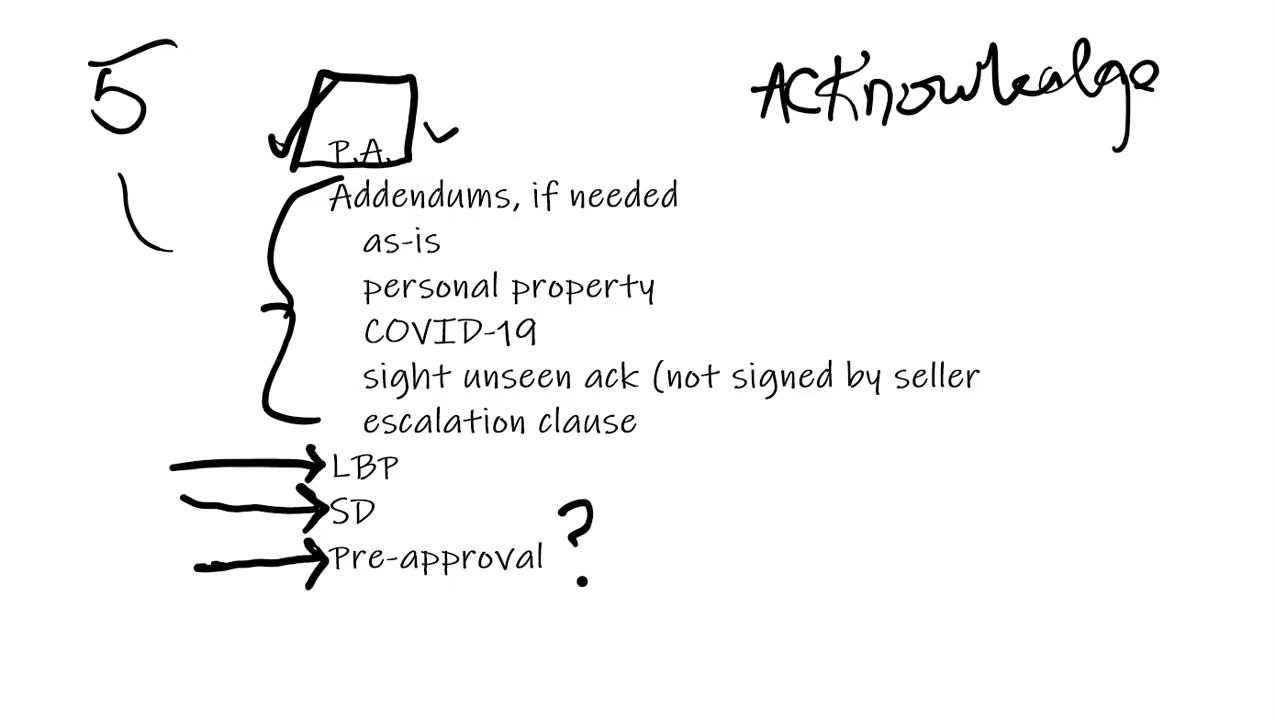 5
Acknowledge
P.A.
Addendums, if needed
as-is
personal property
COVID-19
sight unseen ack (not signed by seller
escalation clause
LBP
SD
Pre-approval ?